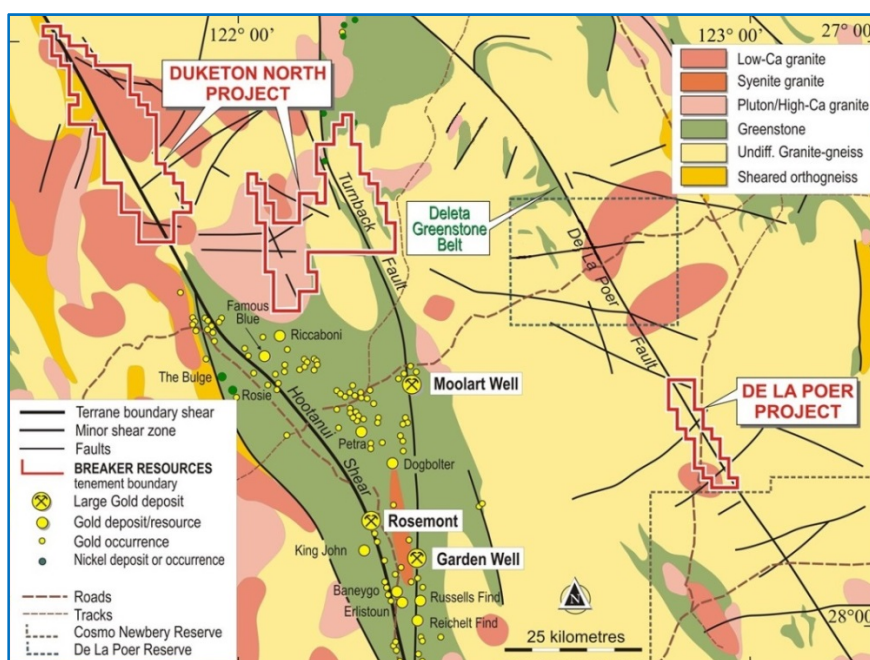 122° 00'
123° 00'
27° 00'
DUKETON NORTH
PROJECT
Low-Ca granite
Syenite granite
Pluton/High-Ca granite
Greenstone
Undiff. Granite-gneiss
Sheared orthogneiss
Turnback
Fault
Deleta
Greenstone
Belt
De La Poer
Fault
Famous
Blue
Riccaboni
The Bulge
Rosie
Moolart Well
DE LA POER
PROJECT
Hootanui
Shear
Petra
Dogbolter
Rosemont
King John
Garden Well
Baneygo
Erlistoun
Russells Find
Reichelt Find
Terrane boundary shear
Minor shear zone
Faults
BREAKER RESOURCES
tenement boundary
Large Gold deposit
Gold deposit/resource
Gold occurrence
Nickel deposit or occurrence
Roads
Tracks
Cosmo Newbery Reserve
De La Poer Reserve
N
25 kilometres
28° 00'